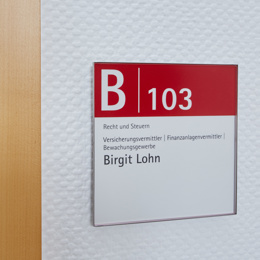 B 103
Recht und Steuern
Versicherungsvermittler | Finanzanlagenvermittler |
Bewachungsgewerbe
Birgit Lohn